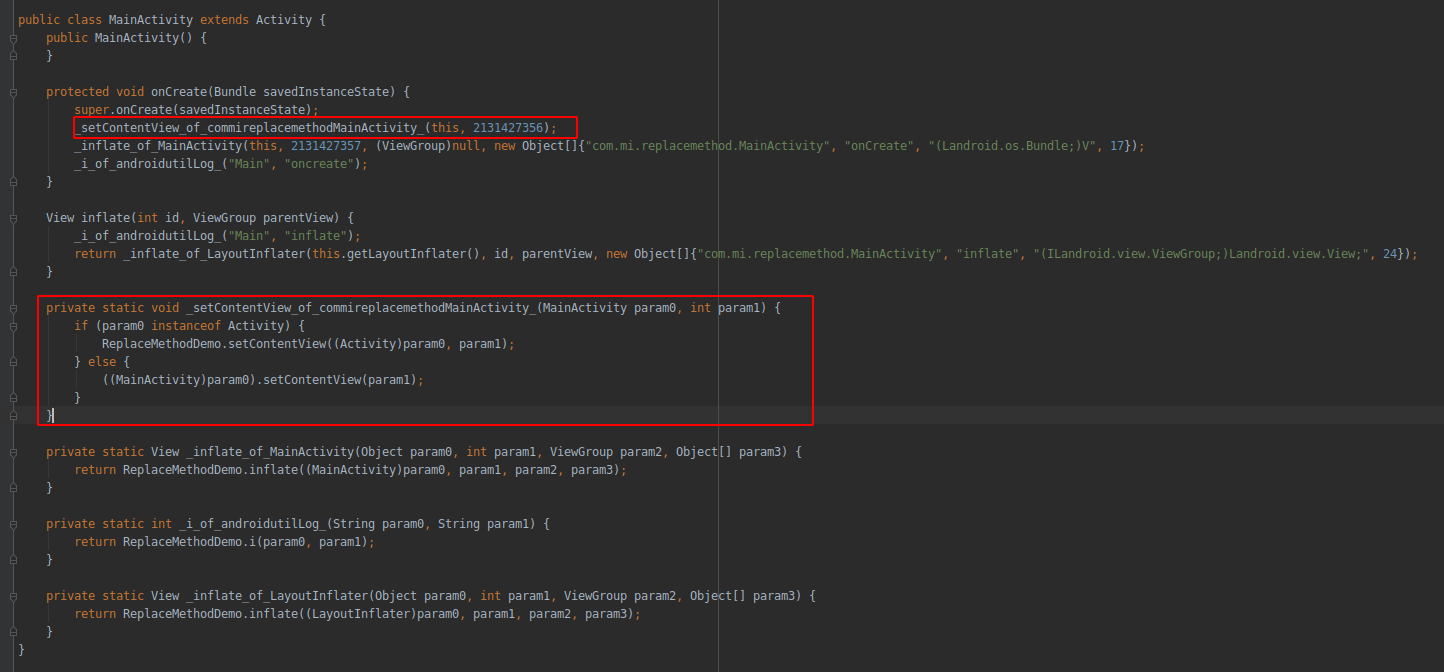 public class MainActivity extends Activity {
    public MainActivity() {
    }

    protected void onCreate(Bundle savedInstanceState) {
        super.onCreate(savedInstanceState);
        _setContentView_of_commireplacemethodMainActivity_(this, 2131427356);
        _inflate_of_MainActivity(this, 2131427357, (ViewGroup)null, new Object[]{"com.mi.replacemethod.MainActivity", "onCreate", "(Landroid.os.Bundle;)V", 17});
        _i_of_androidutilLog_("Main", "oncreate");
    }

    View inflate(int id, ViewGroup parentView) {
        _i_of_androidutilLog_("Main", "inflate");
        return _inflate_of_LayoutInflater(this.getLayoutInflater(), id, parentView, new Object[]{"com.mi.replacemethod.MainActivity", "inflate", "(ILandroid.view.ViewGroup;)Landroid.view.View;", 24});
    }

    private static void _setContentView_of_commireplacemethodMainActivity_(MainActivity param0, int param1) {
        if (param0 instanceof Activity) {
            ReplaceMethodDemo.setContentView((Activity)param0, param1);
        } else {
            ((MainActivity)param0).setContentView(param1);
        }
    }

    private static View _inflate_of_MainActivity(Object param0, int param1, ViewGroup param2, Object[] param3) {
        return ReplaceMethodDemo.inflate((MainActivity)param0, param1, param2, param3);
    }

    private static int _i_of_androidutilLog_(String param0, String param1) {
        return ReplaceMethodDemo.i(param0, param1);
    }

    private static View _inflate_of_LayoutInflater(Object param0, int param1, ViewGroup param2, Object[] param3) {
        return ReplaceMethodDemo.inflate((LayoutInflater)param0, param1, param2, param3);
    }
}